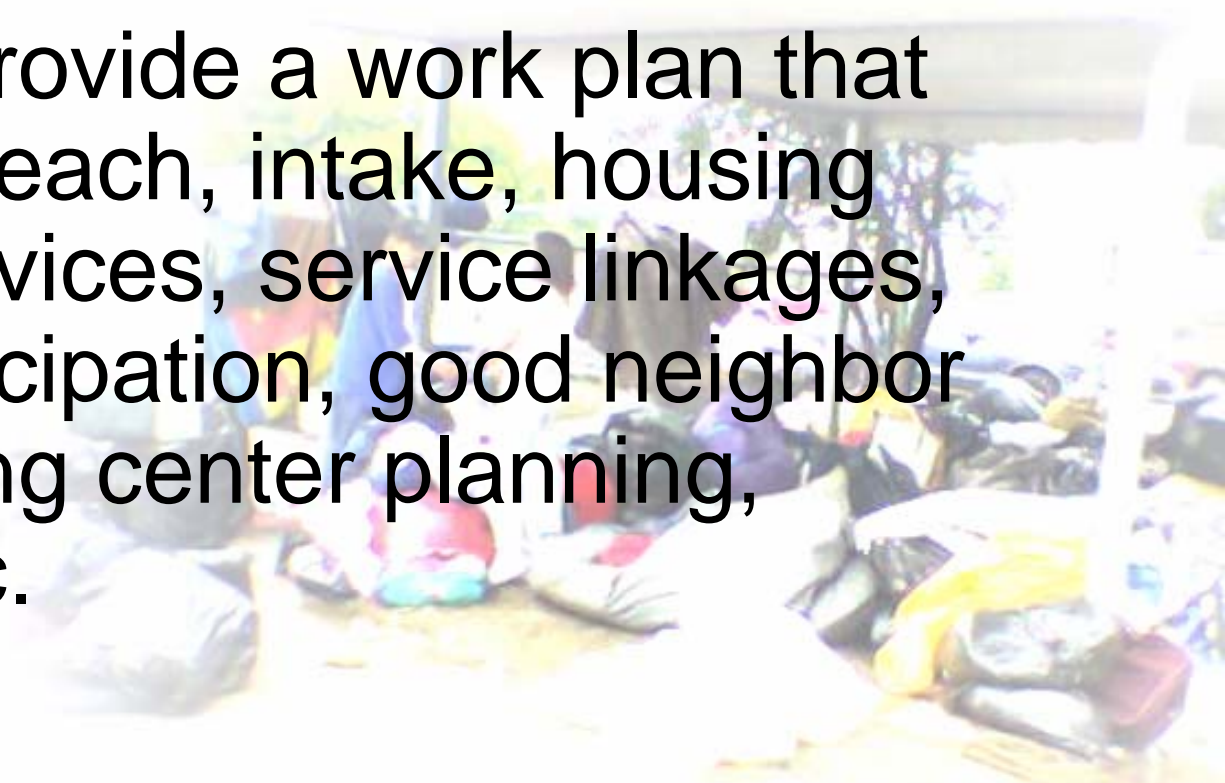 rovide a work plan that
each, intake, housing
vices, service linkages,
cipation, good neighbor
ng center planning,
c.